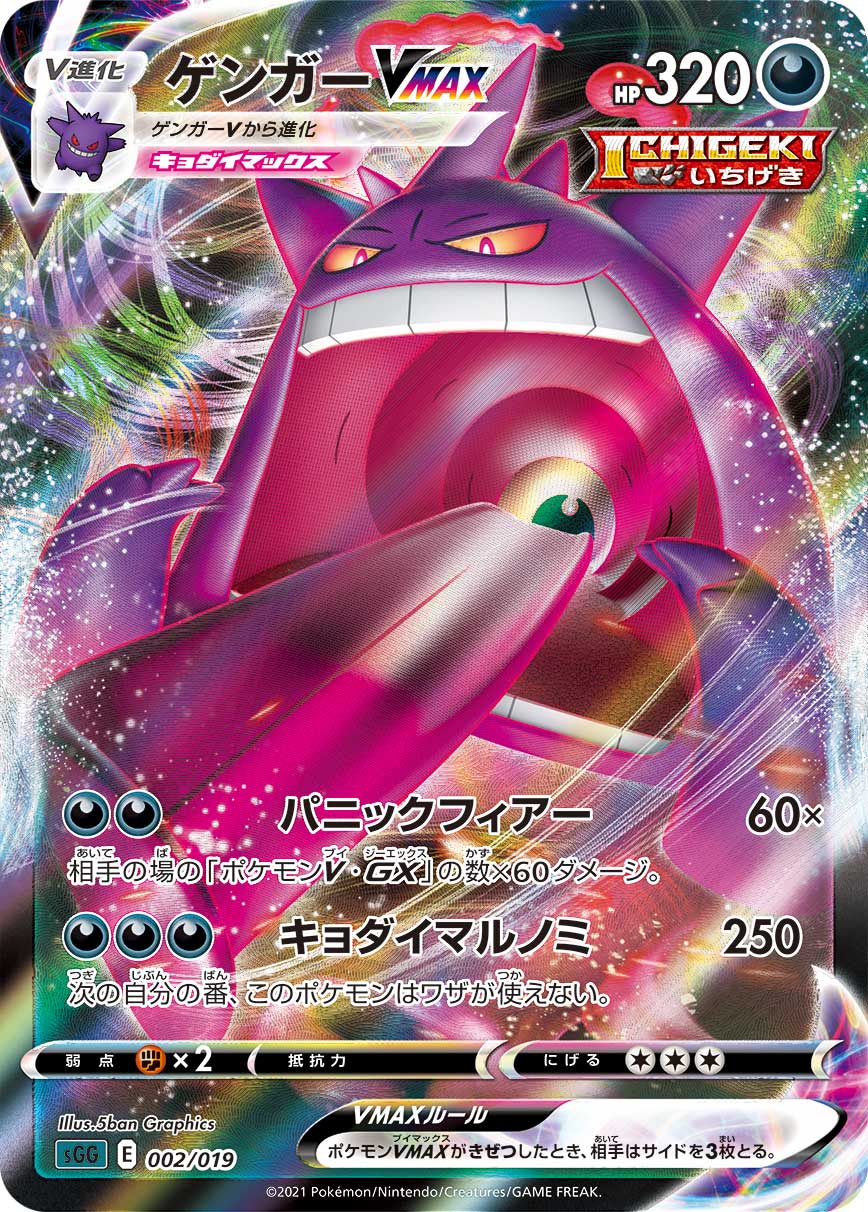 V進化
ゲンガーVMAX
HP320
ゲンガーVから進化
キョダイマックス
ICHIGEKI
いちげき
パニックフィアー 60×
相手の場の「ポケモンV・GX」の数×60ダメージ。
キョダイマルノミ 250
次の自分の番、このポケモンはワザが使えない。
弱点 ×2 抵抗力 にげる
Illus.5ban Graphics
VMAXルール
ポケモンVMAXがきぜつしたとき、相手はサイドを3枚とる。
sGG E 002/019
©2021 Pokémon/Nintendo/Creatures/GAME FREAK.